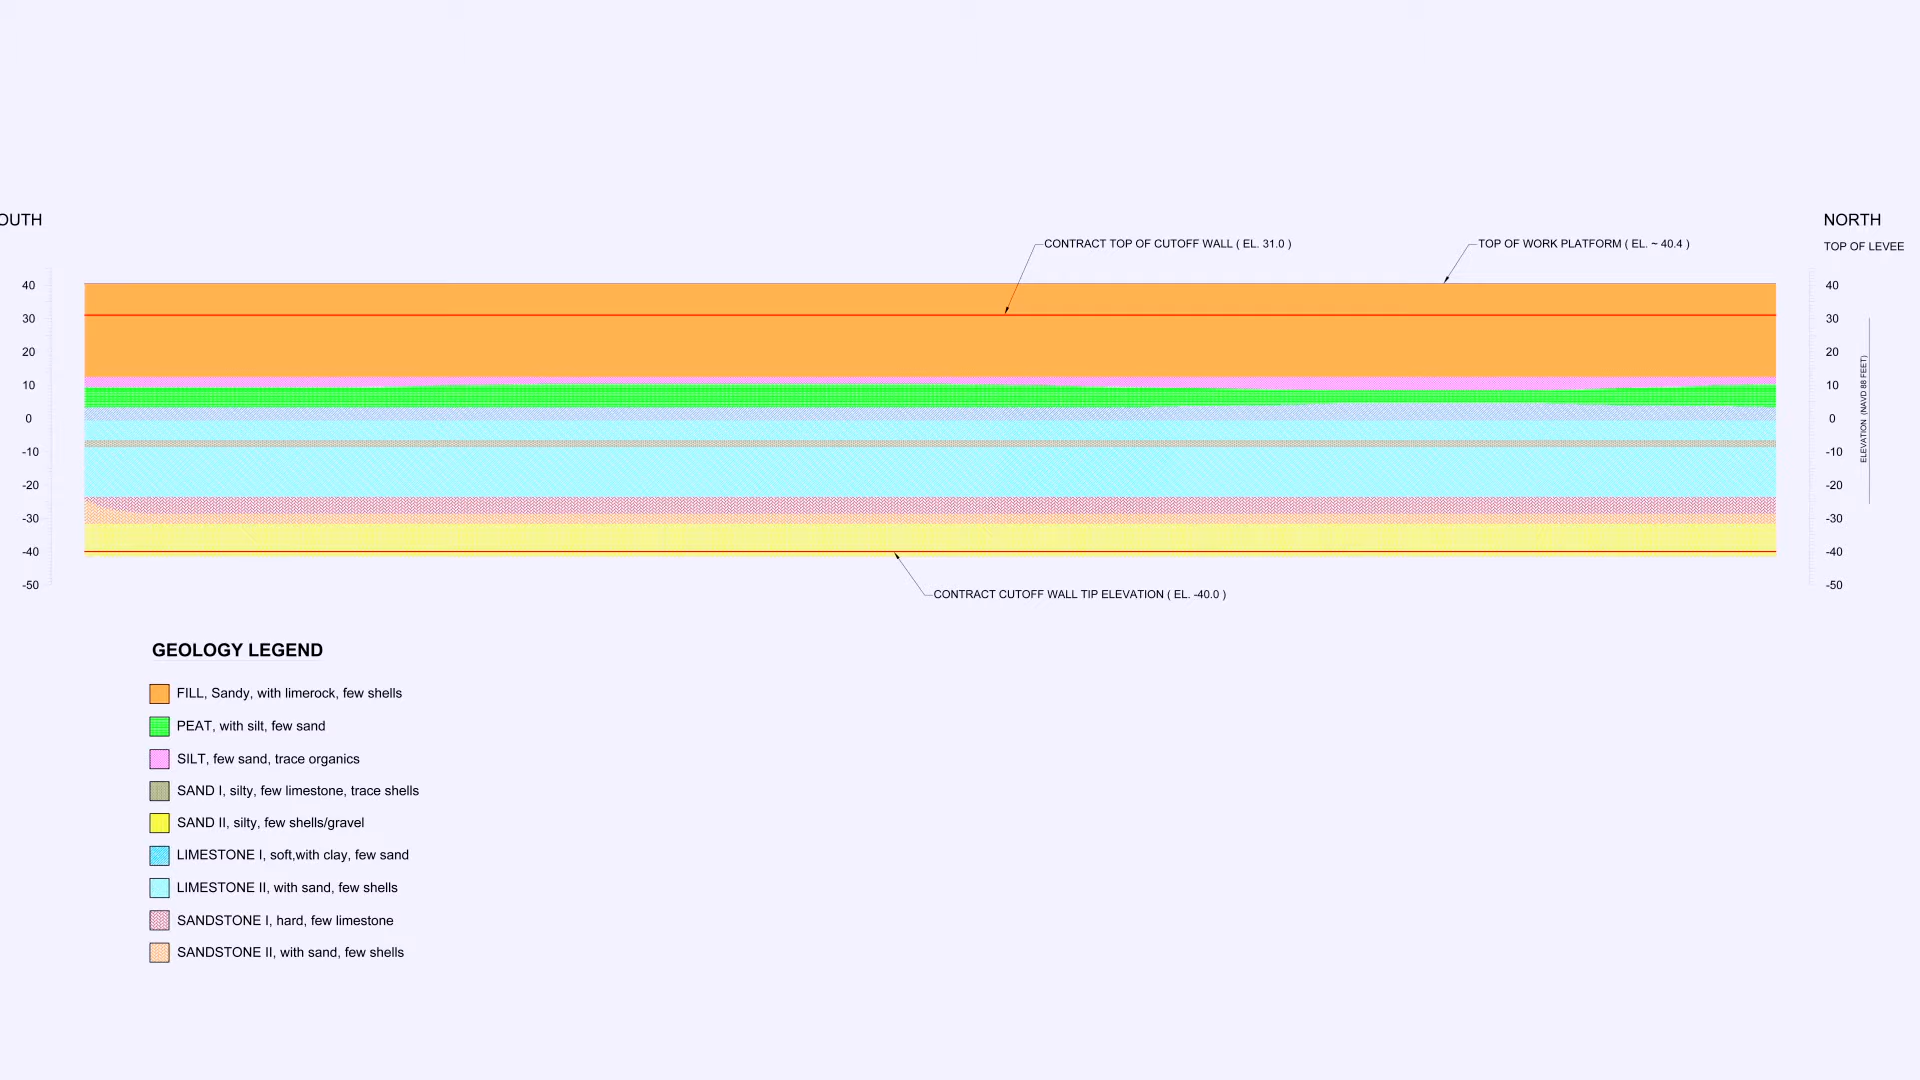 OUTH
NORTH
CONTRACT TOP OF CUTOFF WALL ( EL. 31.0 )
TOP OF WORK PLATFORM ( EL. ~ 40.4 )
TOP OF LEVEE
40
40
30
30
20
20
10
10
0
0
-10
-10
-20
-20
-30
-30
-40
-40
-50
-50
ELEVATION (NAVD 88 FEET)
CONTRACT CUTOFF WALL TIP ELEVATION ( EL. -40.0 )
GEOLOGY LEGEND
FILL, Sandy, with limerock, few shells
PEAT, with silt, few sand
SILT, few sand, trace organics
SAND I, silty, few limestone, trace shells
SAND II, silty, few shells/gravel
LIMESTONE I, soft,with clay, few sand
LIMESTONE II, with sand, few shells
SANDSTONE I, hard, few limestone
SANDSTONE II, with sand, few shells